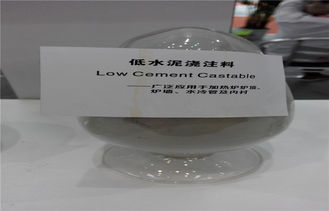 低水泥浇注料
Low Cement Castable
——广泛应用于加热炉炉顶、
炉墙、水冷管及内衬